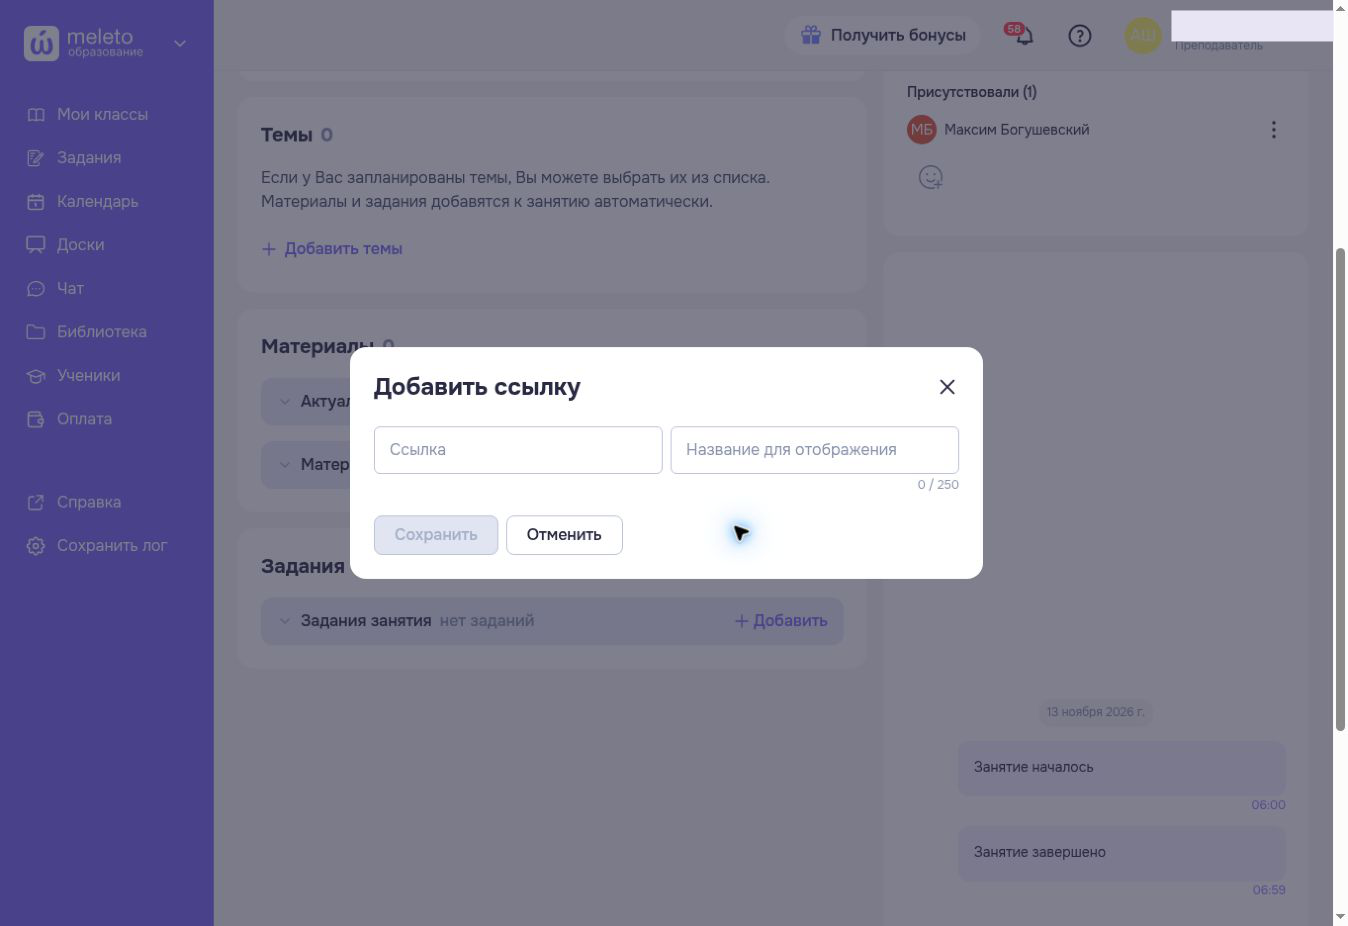 meleto
образование
Мои классы
Задания
Календарь
Доски
Чат
Библиотека
Ученики
Оплата
Справка
Сохранить лог
Получить бонусы
58
АШ
Преподаватель
Темы 0
Если у Вас запланированы темы, Вы можете выбрать их из списка.
Материалы и задания добавятся к занятию автоматически.
Добавить темы
Материалы 0
Задания
Задания занятия нет заданий
Добавить
Добавить ссылку
Ссылка
Название для отображения
0 / 250
Сохранить
Отменить
Присутствовали (1)
МБ
Максим Богушевский
13 ноября 2026 г.
Занятие началось
06:00
Занятие завершено
06:59